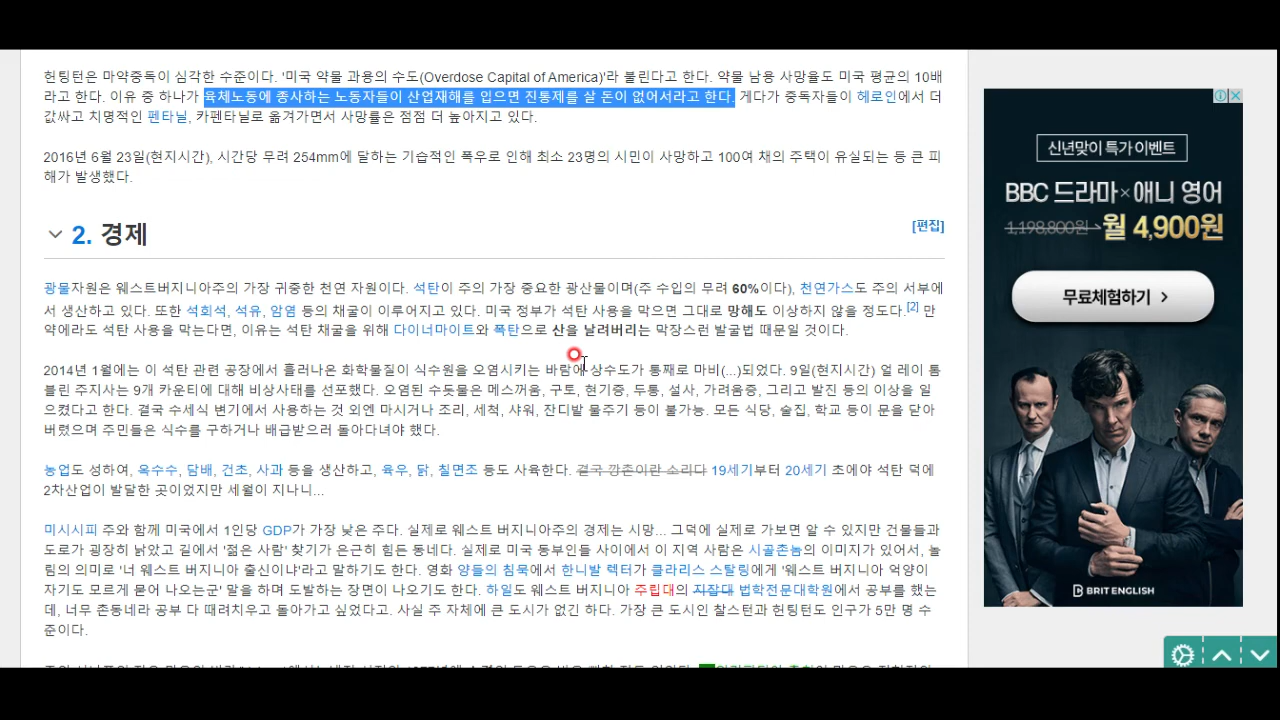 헌팅턴은 마약중독이 심각한 수준이다. '미국 약물 과용의 수도(Overdose Capital of America)'라 불린다고 한다. 약물 남용 사망율도 미국 평균의 10배
라고 한다. 이유 중 하나가 육체노동에 종사하는 노동자들이 산업재해를 입으면 진통제를 살 돈이 없어서라고 한다. 게다가 중독자들이 헤로인에서 더
값싸고 치명적인 펜타닐, 카펜타닐로 옮겨가면서 사망률은 점점 더 높아지고 있다.
2016년 6월 23일(현지시간), 시간당 무려 254mm에 달하는 기습적인 폭우로 인해 최소 23명의 시민이 사망하고 100여 채의 주택이 유실되는 등 큰 피
해가 발생했다.
2. 경제
[편집]
광물자원은 웨스트버지니아주의 가장 귀중한 천연 자원이다. 석탄이 주의 가장 중요한 광산물이며(주 수입의 무려 60%이다), 천연가스도 주의 서부에
서 생산하고 있다. 또한 석회석, 석유, 암염 등의 채굴이 이루어지고 있다. 미국 정부가 석탄 사용을 막으면 그대로 망해도 이상하지 않을 정도다.[2] 만
약에라도 석탄 사용을 막는다면, 이유는 석탄 채굴을 위해 다이너마이트와 폭탄으로 산을 날려버리는 막장스런 발굴법 때문일 것이다.
2014년 1월에는 이 석탄 관련 공장에서 흘러나온 화학물질이 식수원을 오염시키는 바람에 상수도가 통째로 마비(...)되었다. 9일(현지시간) 얼 레이 톰
블린 주지사는 9개 카운티에 대해 비상사태를 선포했다. 오염된 수돗물은 메스꺼움, 구토, 현기증, 두통, 설사, 가려움증, 그리고 발진 등의 이상을 일
으켰다고 한다. 결국 수세식 변기에서 사용하는 것 외엔 마시거나 조리, 세척, 샤워, 잔디발 물주기 등이 불가능. 모든 식당, 술집, 학교 등이 문을 닫아
버렸으며 주민들은 식수를 구하거나 배급받으러 돌아다녀야 했다.
농업도 성하여, 옥수수, 담배, 건초, 사과 등을 생산하고, 육우, 닭, 칠면조 등도 사육한다. 결국 깡촌이란 소리다 19세기부터 20세기 초에야 석탄 덕에
2차산업이 발달한 곳이었지만 세월이 지나니...
미시시피 주와 함께 미국에서 1인당 GDP가 가장 낮은 주다. 실제로 웨스트 버지니아주의 경제는 시망... 그덕에 실제로 가보면 알 수 있지만 건물들과
도로가 굉장히 낡았고 길에서 '젊은 사람' 찾기가 은근히 힘든 동네다. 실제로 미국 동부인들 사이에서 이 지역 사람은 시골촌놈의 이미지가 있어서, 놀
림의 의미로 '너 웨스트 버지니아 출신이냐'라고 말하기도 한다. 영화 양들의 침묵에서 한니발 렉터가 클라리스 스탈링에게 '웨스트 버지니아 억양이
자기도 모르게 묻어 나오는군' 말을 하며 도발하는 장면이 나오기도 한다. 하일도 웨스트 버지니아 주립대의 지잡대 법학전문대학원에서 공부를 했는
데, 너무 촌동네라 공부 다 때려치우고 돌아가고 싶었다고. 사실 주 자체에 큰 도시가 없긴 하다. 가장 큰 도시인 찰스턴과 헌팅턴도 인구가 5만 명 수
준이다.
신년맞이 특가 이벤트
BBC 드라마×애니 영어
1,198,800원→월 4,900원
무료체험하기 >
BRIT ENGLISH